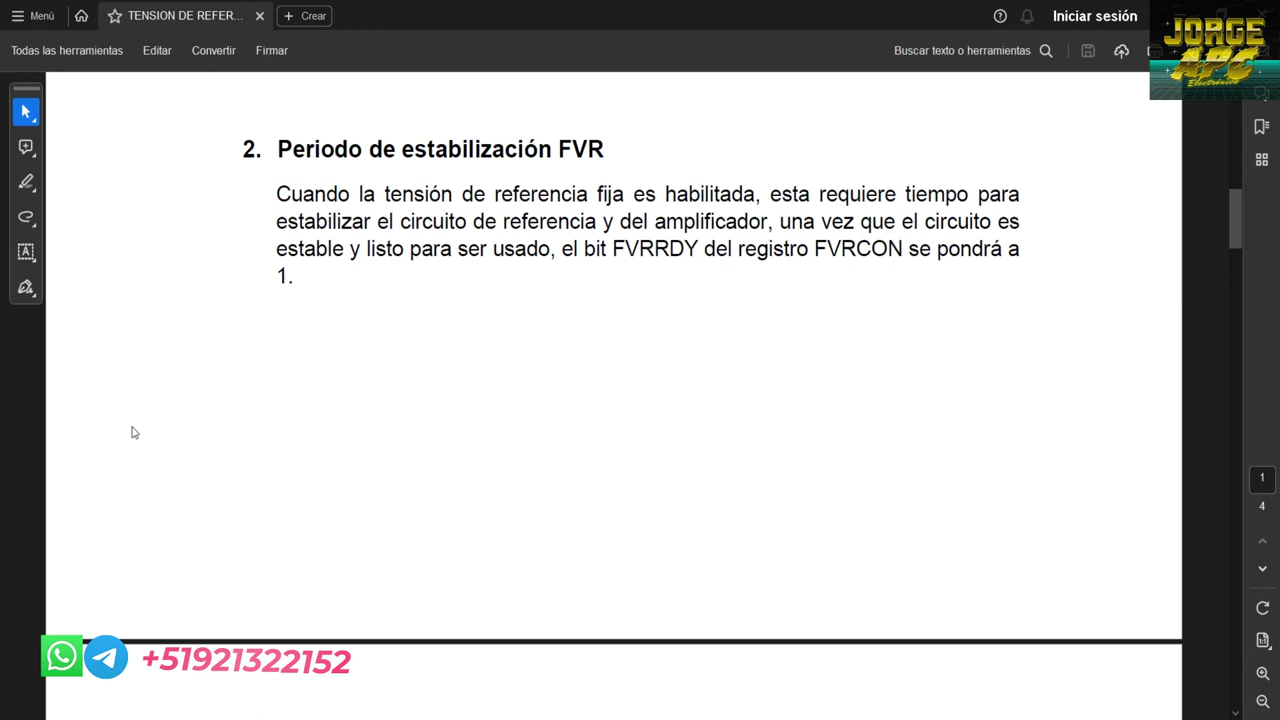 Menú
TENSION DE REFER...
Crear
Iniciar sesión
Todas las herramientas
Editar
Convertir
Firmar
Buscar texto o herramientas
JORGE
APC
Electrónico
2. Periodo de estabilización FVR
Cuando la tensión de referencia fija es habilitada, esta requiere tiempo para
estabilizar el circuito de referencia y del amplificador, una vez que el circuito es
estable y listo para ser usado, el bit FVRRDY del registro FVRCON se pondrá a
1.
1
4
+51921322152